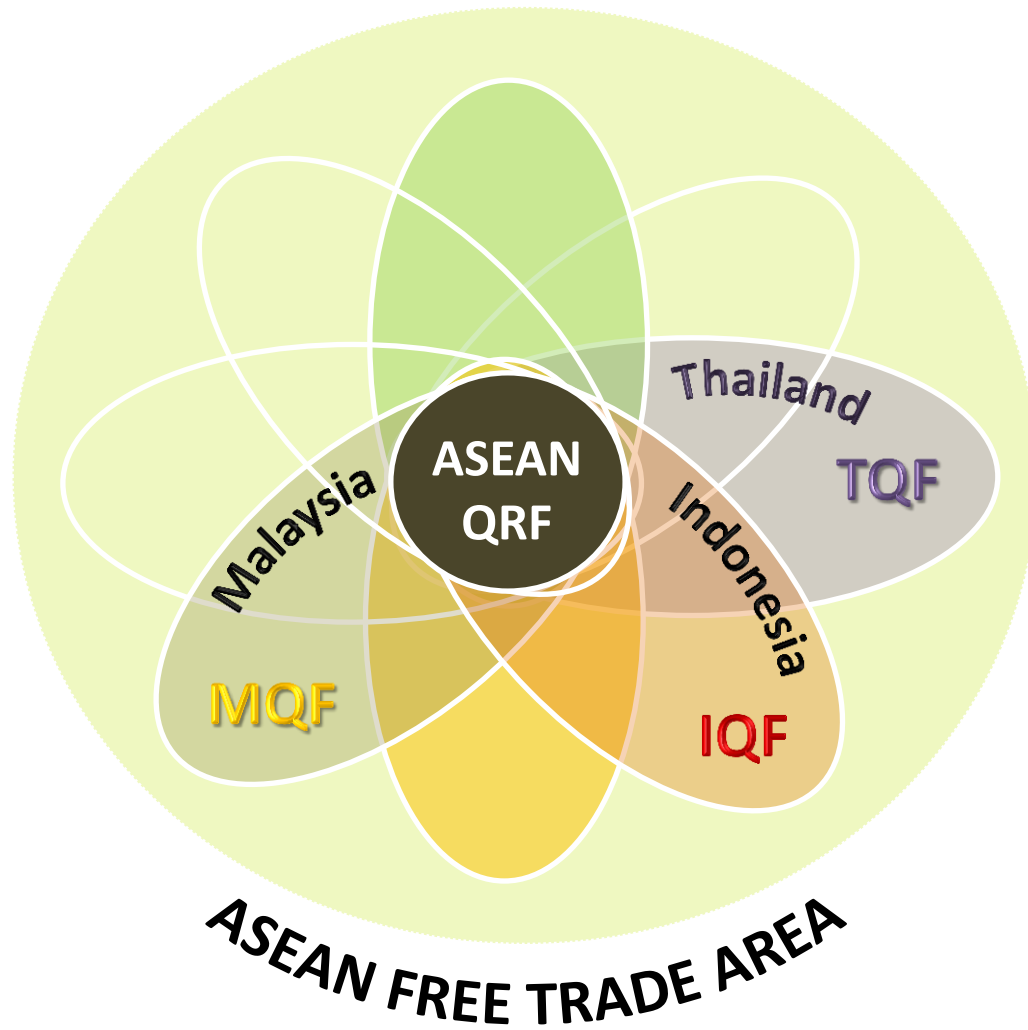 Thailand
TQF
ASEAN
QRF
Malaysia
Indonesia
MQF
IQF
ASEAN FREE TRADE AREA